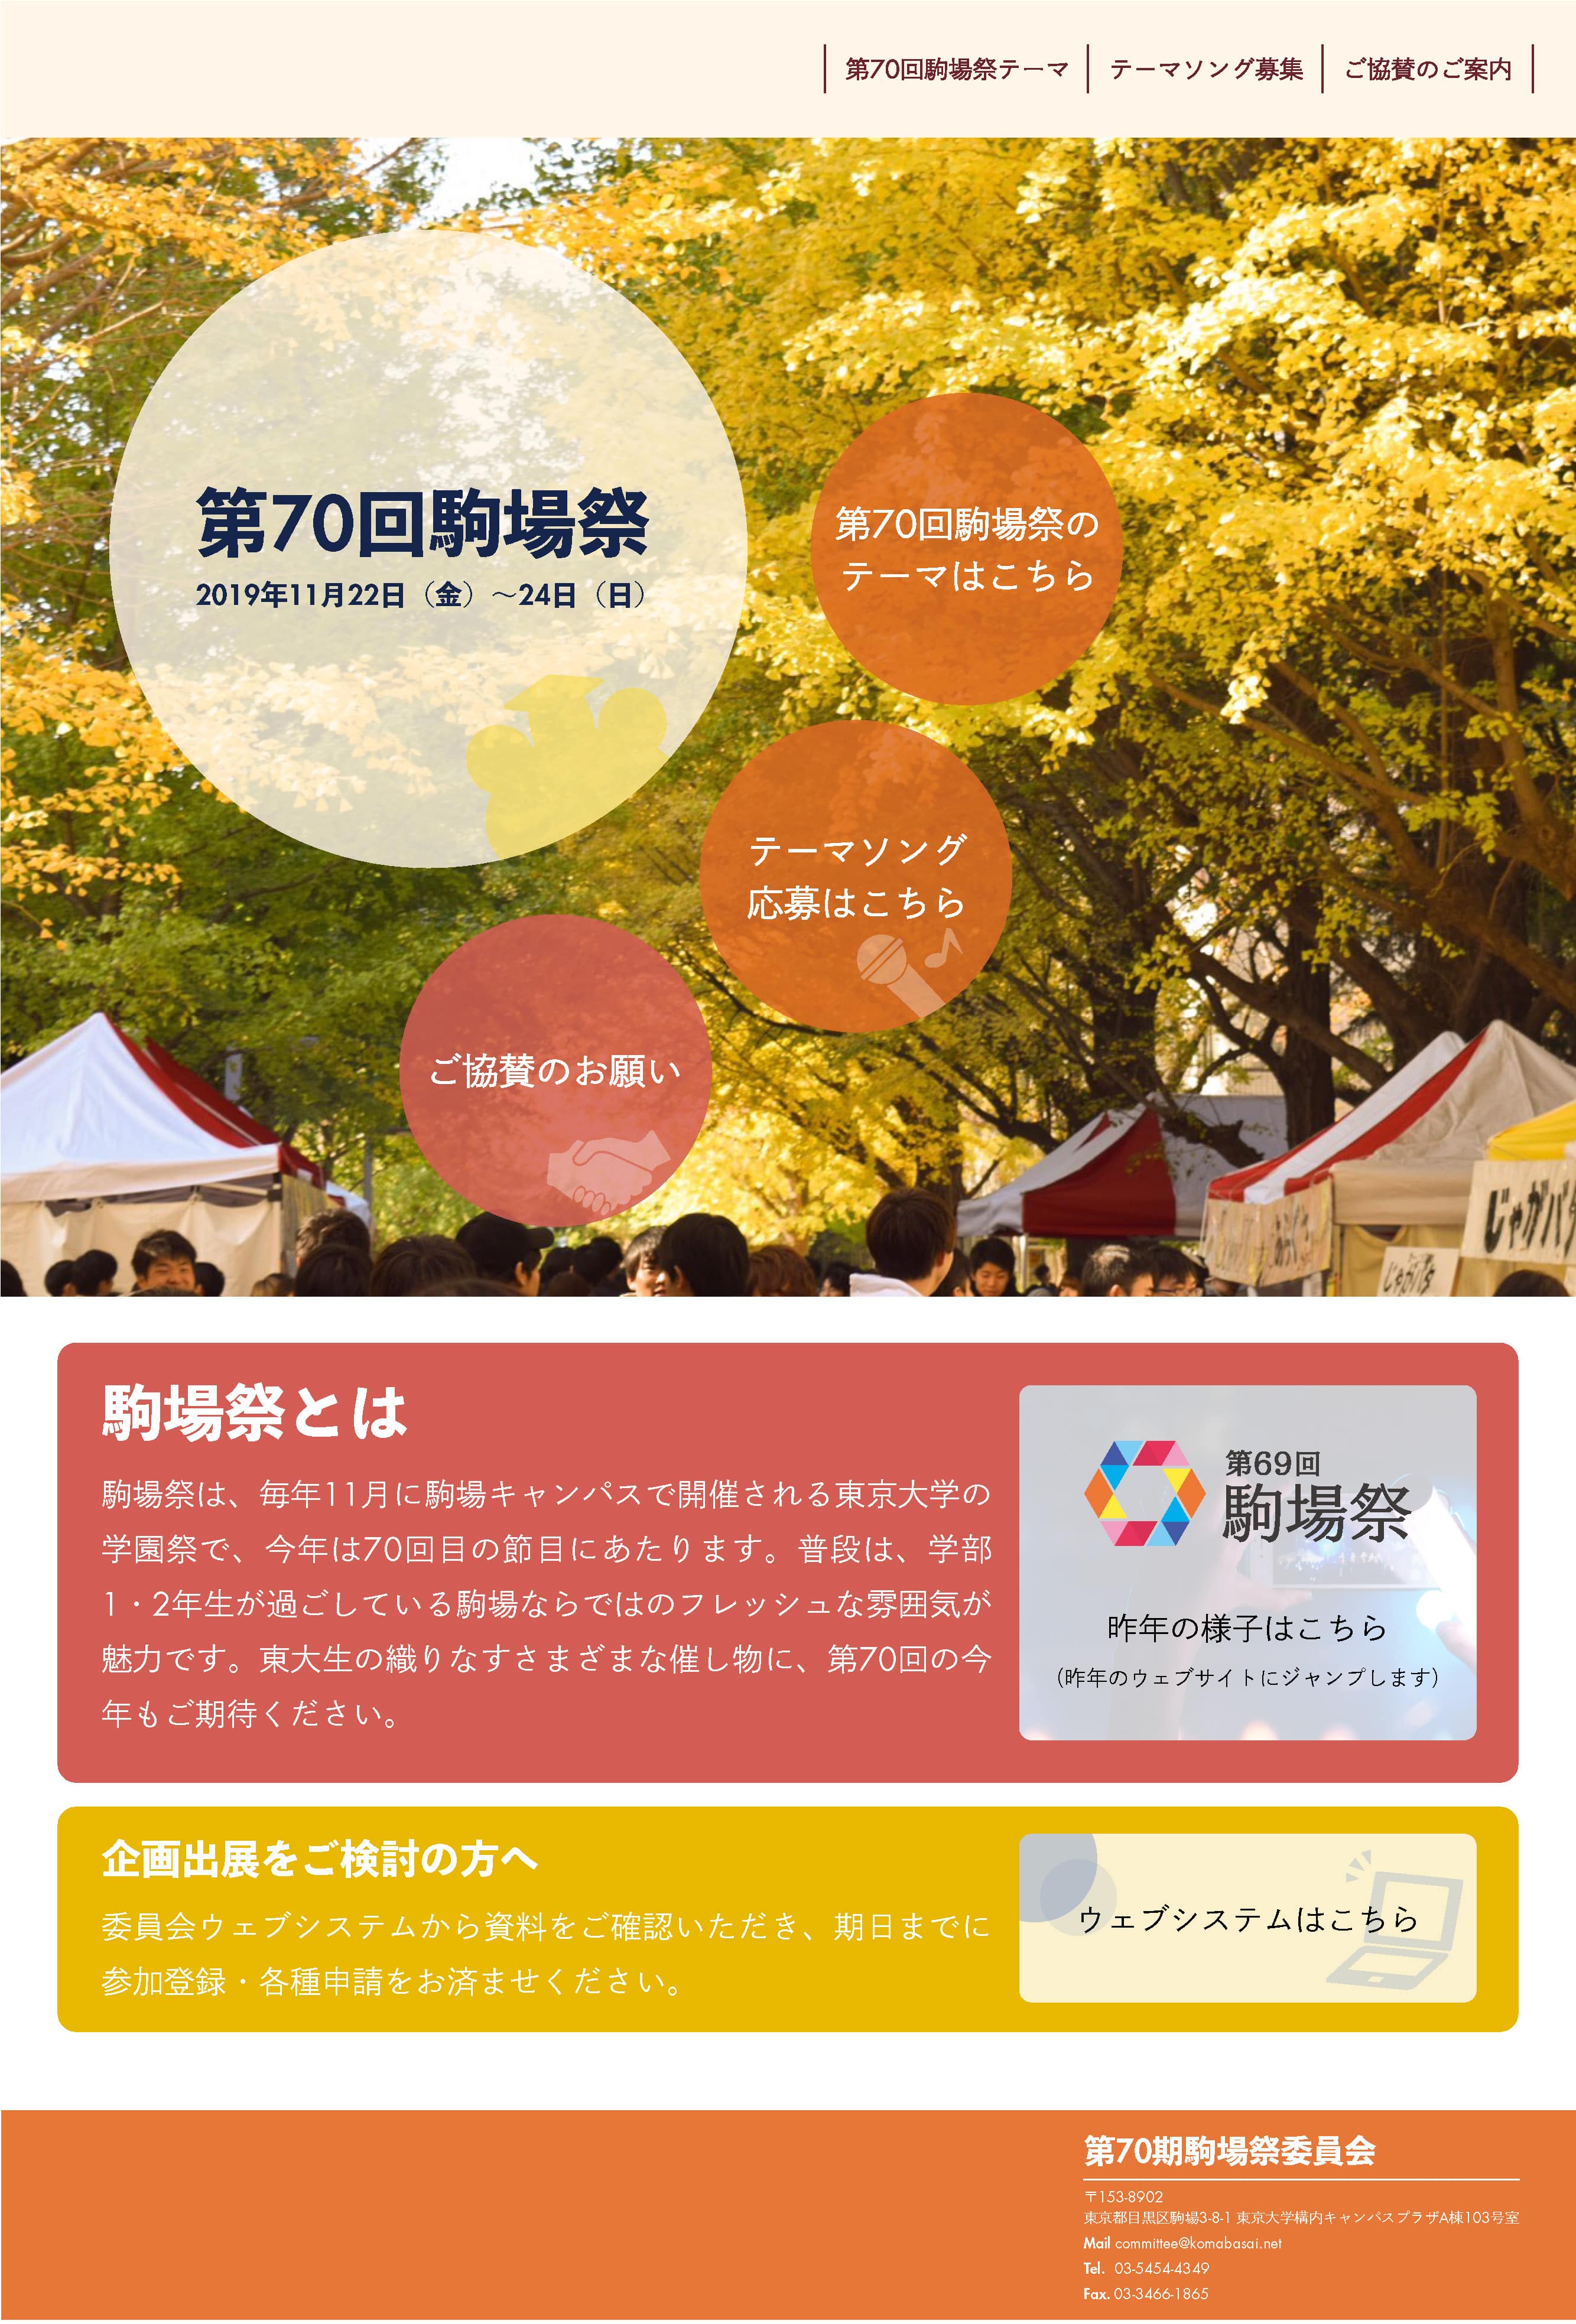 第70回駒場祭テーマ
テーマソング募集
ご協賛のご案内
第70回駒場祭
2019年11月22日（金）～24日（日）
第70回駒場祭の
テーマはこちら
テーマソング
応募はこちら
ご協賛のお願い
じゃがバタ
じゃがバタ
駒場祭とは
駒場祭は、毎年11月に駒場キャンパスで開催される東京大学の
学園祭で、今年は70回目の節目にあたります。普段は、学部
1・2年生が過ごしている駒場ならではのフレッシュな雰囲気が
魅力です。東大生の織りなすさまざまな催し物に、第70回の今
年もご期待ください。
第69回
駒場祭
昨年の様子はこちら
（昨年のウェブサイトにジャンプします）
企画出展をご検討の方へ
委員会ウェブシステムから資料をご確認いただき、期日までに
参加登録・各種申請をお済ませください。
ウェブシステムはこちら
第70期駒場祭委員会
〒153-8902
東京都目黒区駒場3-8-1 東京大学構内キャンパスプラザA棟103号室
Mail committee@komabasai.net
Tel. 03-5454-4349
Fax. 03-3466-1865